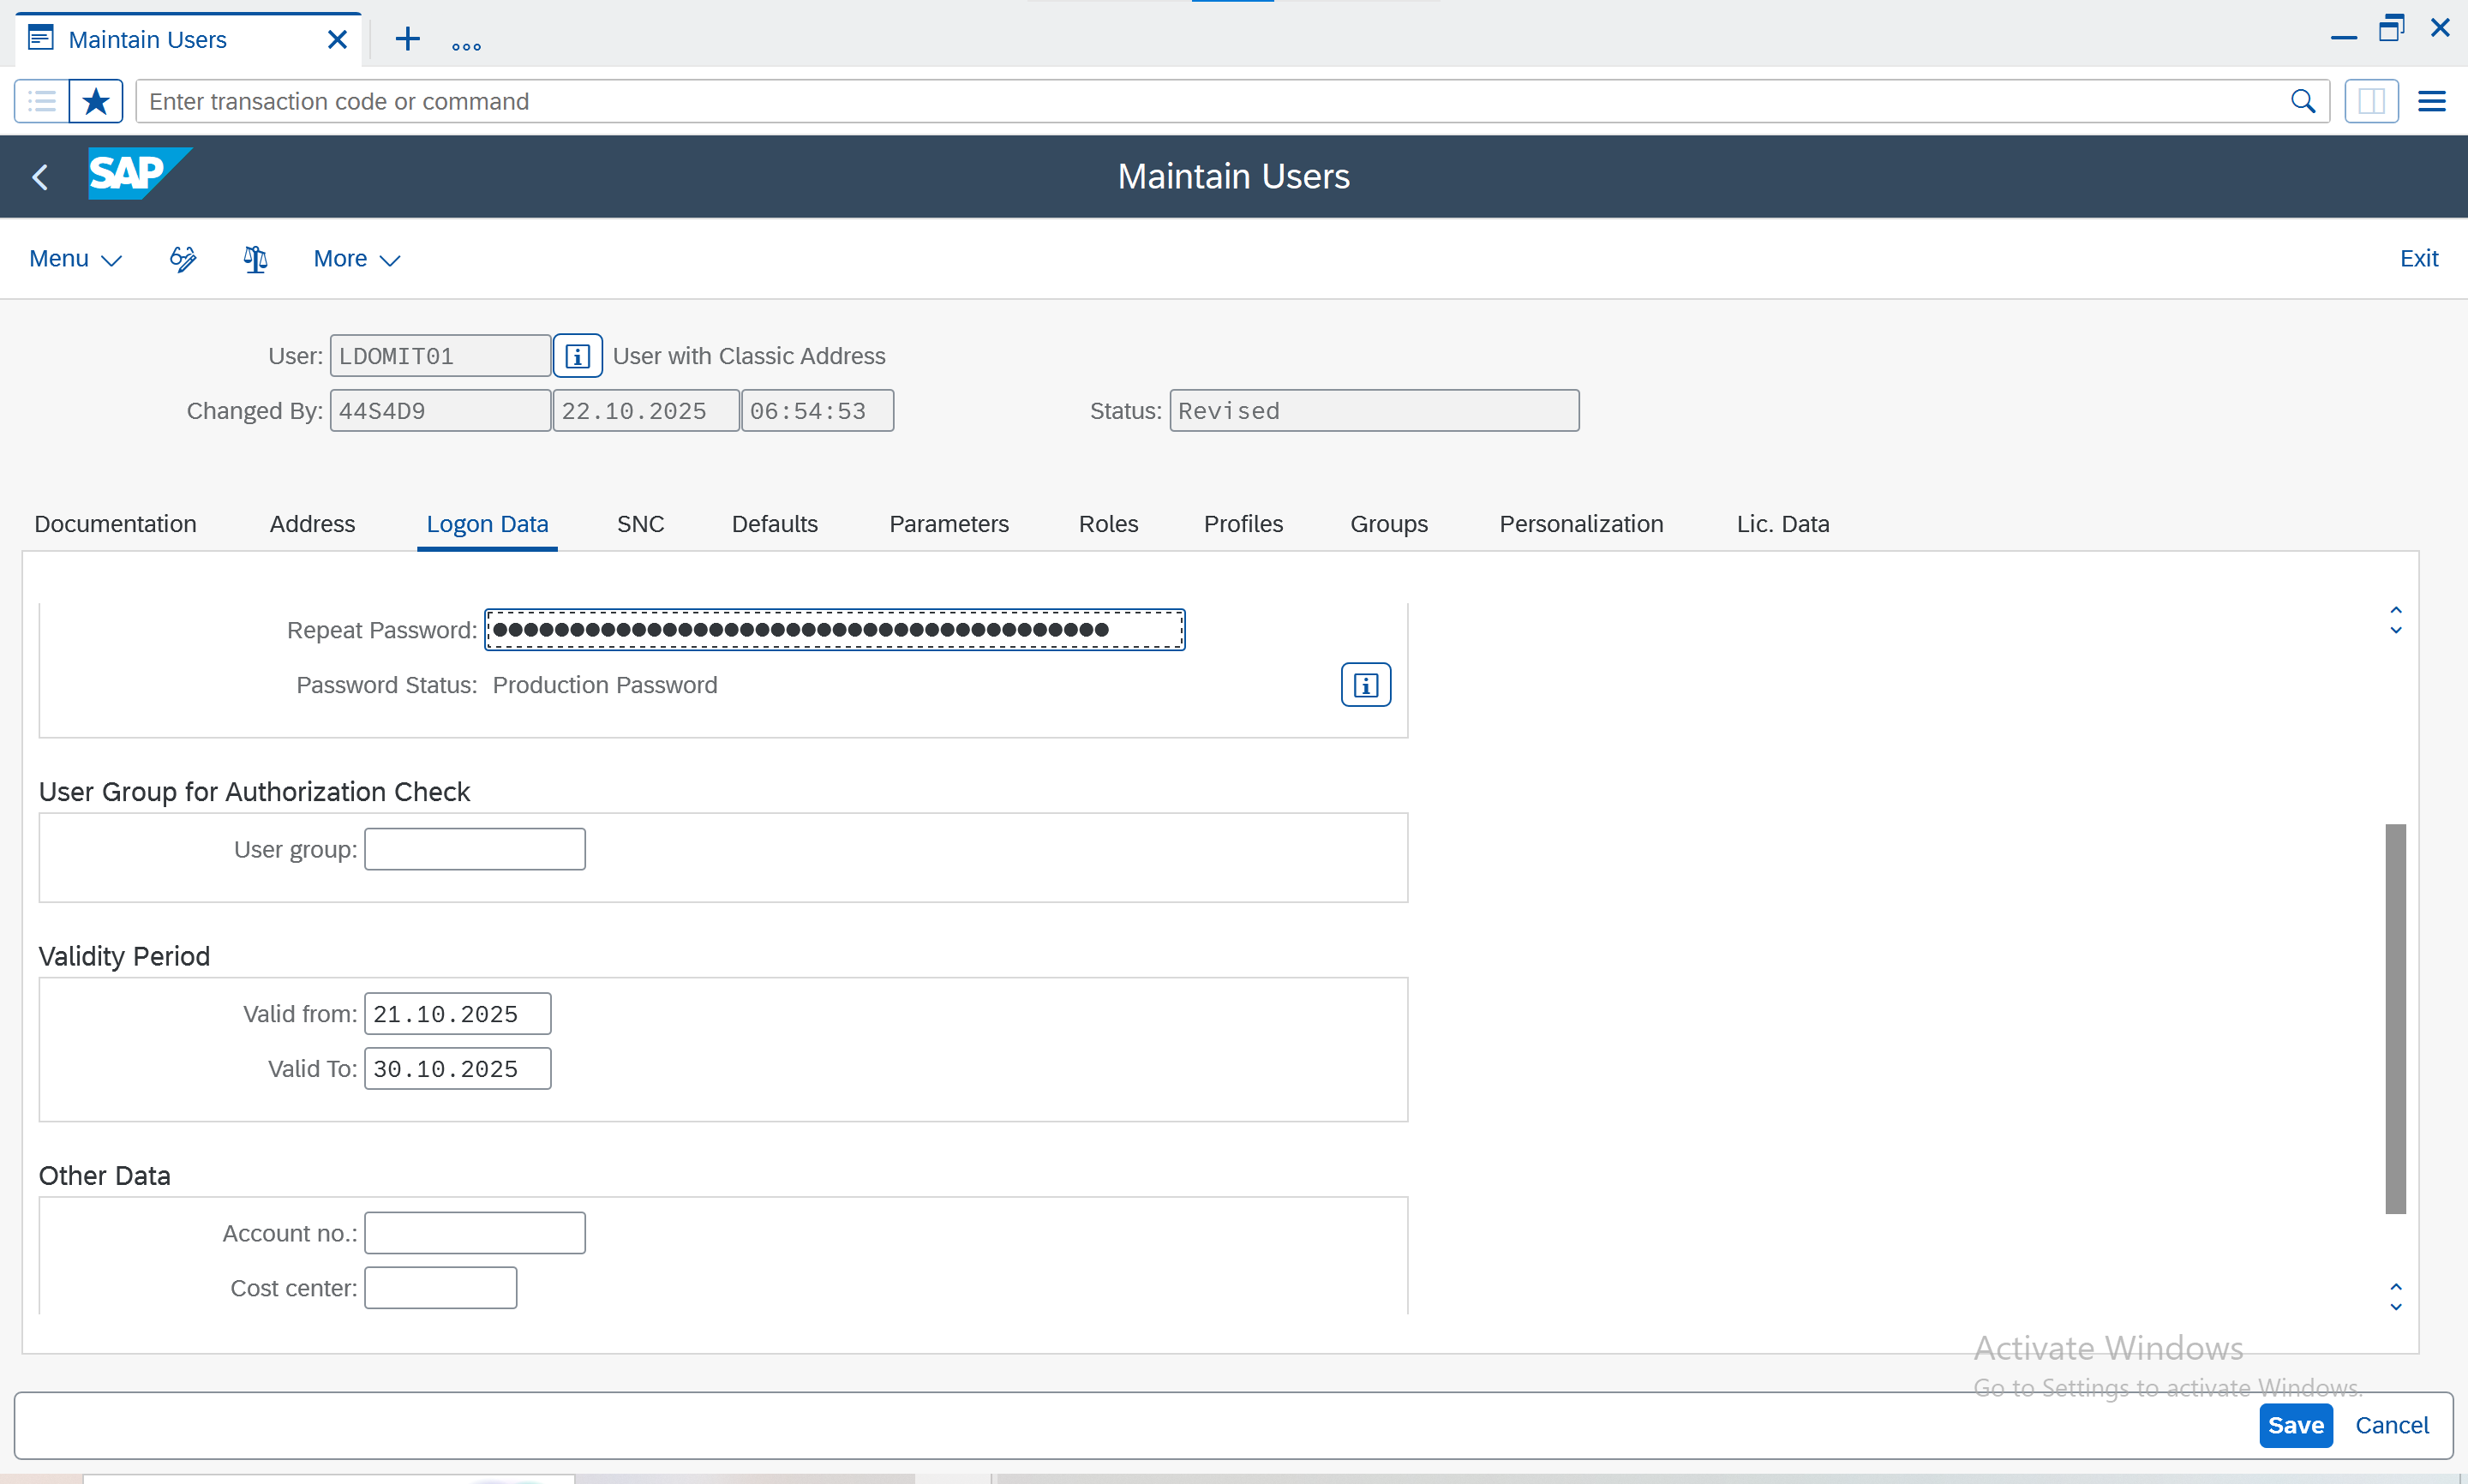 Maintain Users
Enter transaction code or command
SAP
Maintain Users
Menu
More
Exit
User: LDOMIT01 User with Classic Address
Changed By: 44S4D9 22.10.2025 06:54:53 Status: Revised
Documentation Address Logon Data SNC Defaults Parameters Roles Profiles Groups Personalization Lic. Data
Repeat Password: ●●●●●●●●●●●●●●●●●●●●●●●●●●●●●●●●●●●●●●●●
Password Status: Production Password
User Group for Authorization Check
User group:
Validity Period
Valid from: 21.10.2025
Valid To: 30.10.2025
Other Data
Account no.:
Cost center:
Activate Windows
Go to Settings to activate Windows.
Save Cancel